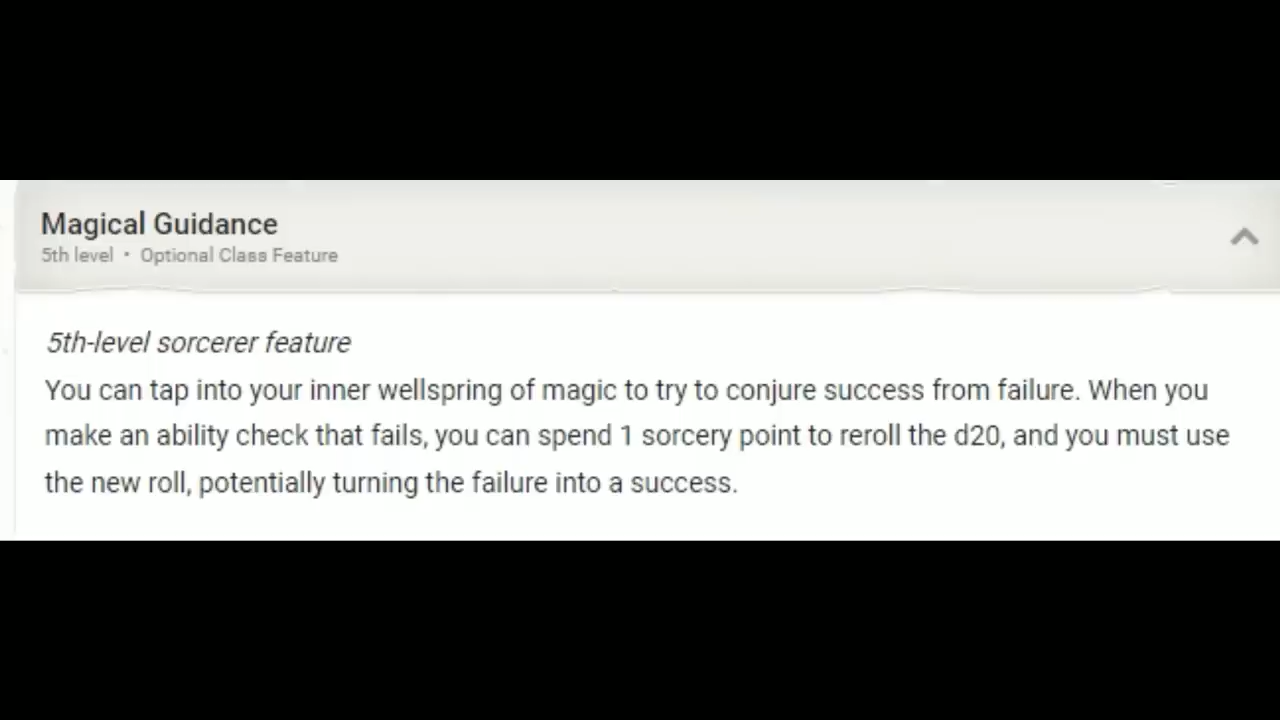 Magical Guidance
5th level • Optional Class Feature
5th-level sorcerer feature
You can tap into your inner wellspring of magic to try to conjure success from failure. When you
make an ability check that fails, you can spend 1 sorcery point to reroll the d20, and you must use
the new roll, potentially turning the failure into a success.